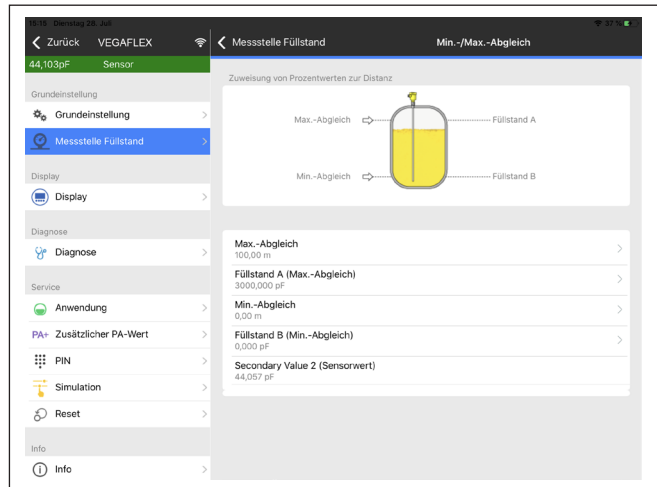 15:15 Dienstag 28. Juli
37 %
Zurück VEGAFLEX
Messstelle Füllstand
Min.-/Max.-Abgleich
44,103pF Sensor
Grundeinstellung
Grundeinstellung
Messstelle Füllstand
Display
Display
Diagnose
Diagnose
Service
Anwendung
PA+ Zusätzlicher PA-Wert
PIN
Simulation
Reset
Info
Info
Zuweisung von Prozentwerten zur Distanz
Max.-Abgleich Füllstand A
Min.-Abgleich Füllstand B
Max.-Abgleich
100,00 m
Füllstand A (Max.-Abgleich)
3000,000 pF
Min.-Abgleich
0,00 m
Füllstand B (Min.-Abgleich)
0,000 pF
Secondary Value 2 (Sensorwert)
44,057 pF